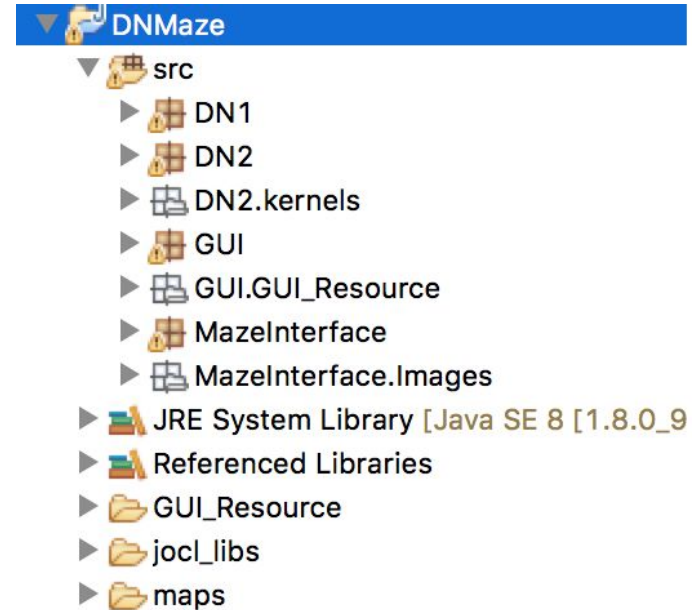 DNMaze
src
DN1
DN2
DN2.kernels
GUI
GUI.GUI_Resource
MazeInterface
MazeInterface.Images
JRE System Library [Java SE 8 [1.8.0_9
Referenced Libraries
GUI_Resource
jocl_libs
maps